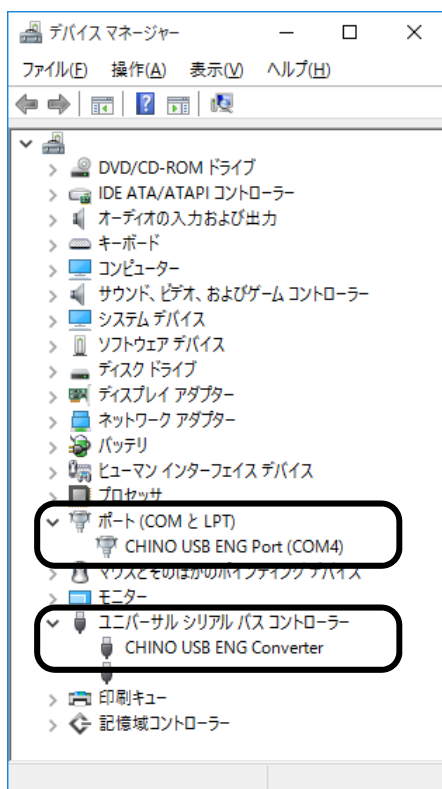 デバイス マネージャー
ファイル(F) 操作(A) 表示(V) ヘルプ(H)
DVD/CD-ROM ドライブ
IDE ATA/ATAPI コントローラー
オーディオの入力および出力
キーボード
コンピューター
サウンド、ビデオ、およびゲーム コントローラー
システム デバイス
ソフトウェア デバイス
ディスク ドライブ
ディスプレイ アダプター
ネットワーク アダプター
バッテリ
ヒューマン インターフェイス デバイス
プロセッサ
ポート (COM と LPT)
CHINO USB ENG Port (COM4)
マウスとそのほかのポインティング デバイス
モニター
ユニバーサル シリアル バス コントローラー
CHINO USB ENG Converter
印刷キュー
記憶域コントローラー